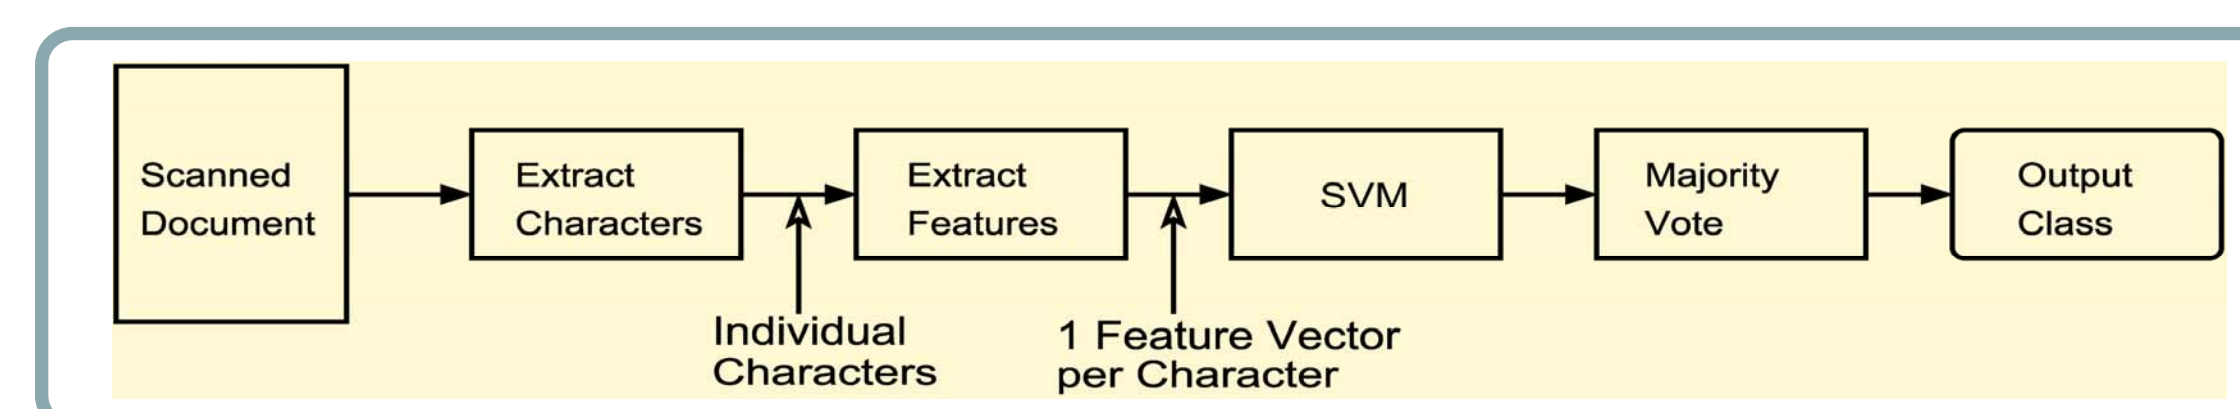 Scanned
Document
Extract
Characters
Extract
Features
SVM
Majority
Vote
Output
Class
Individual
Characters
1 Feature Vector
per Character